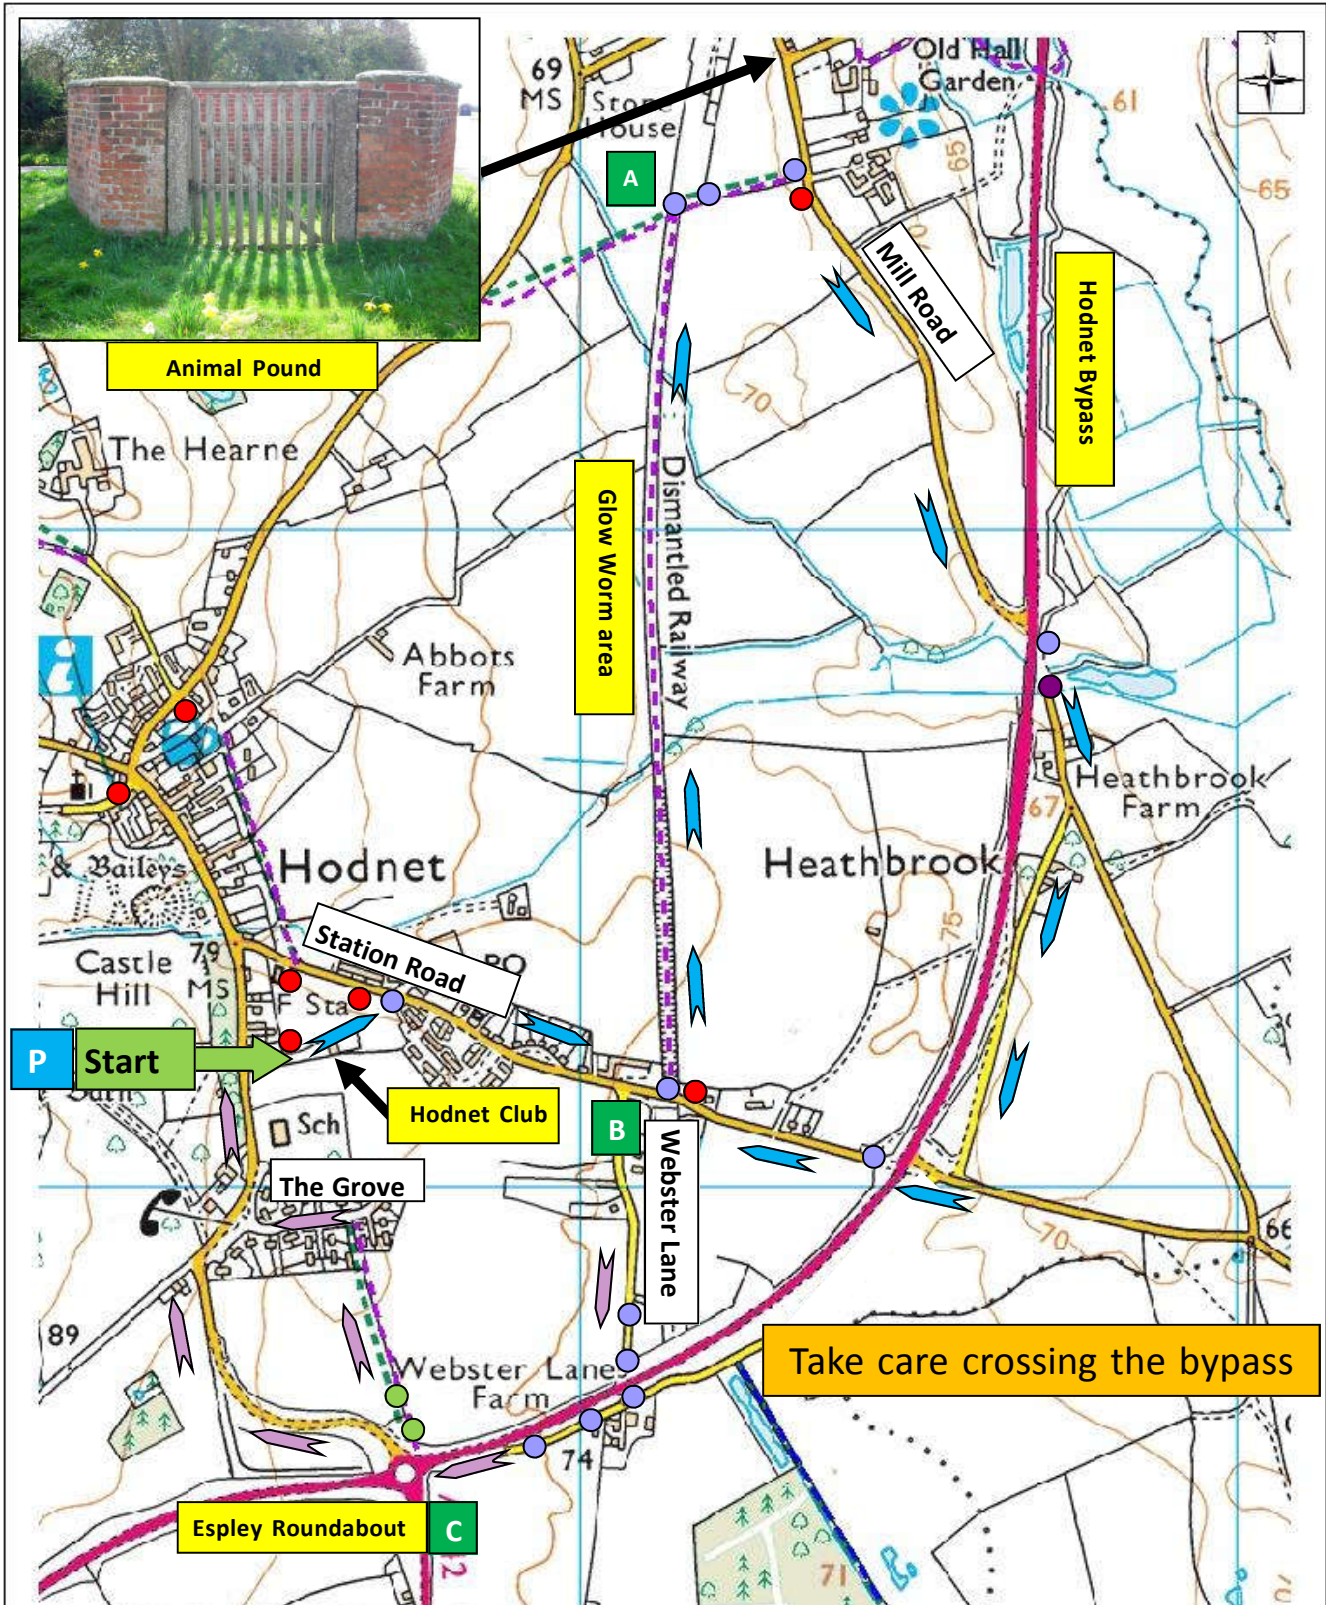 Animal Pound
69
MS
Stone
House
Old Hall
Garden
N
61
65
65
A
Mill Road
Hodnet Bypass
70
70
The Hearne
Glow Worm area
Dismantled Railway
Abbots
Farm
i
Heathbrook
Farm
67
Heathbrook
75
& Baileys
Hodnet
Station Road
79
MS
Castle
Hill
F Sta
P
Start
Hodnet Club
B
Webster Lane
Sch
The Grove
66
70
89
Webster Lanes
Farm
74
Take care crossing the bypass
Espley Roundabout
C
71